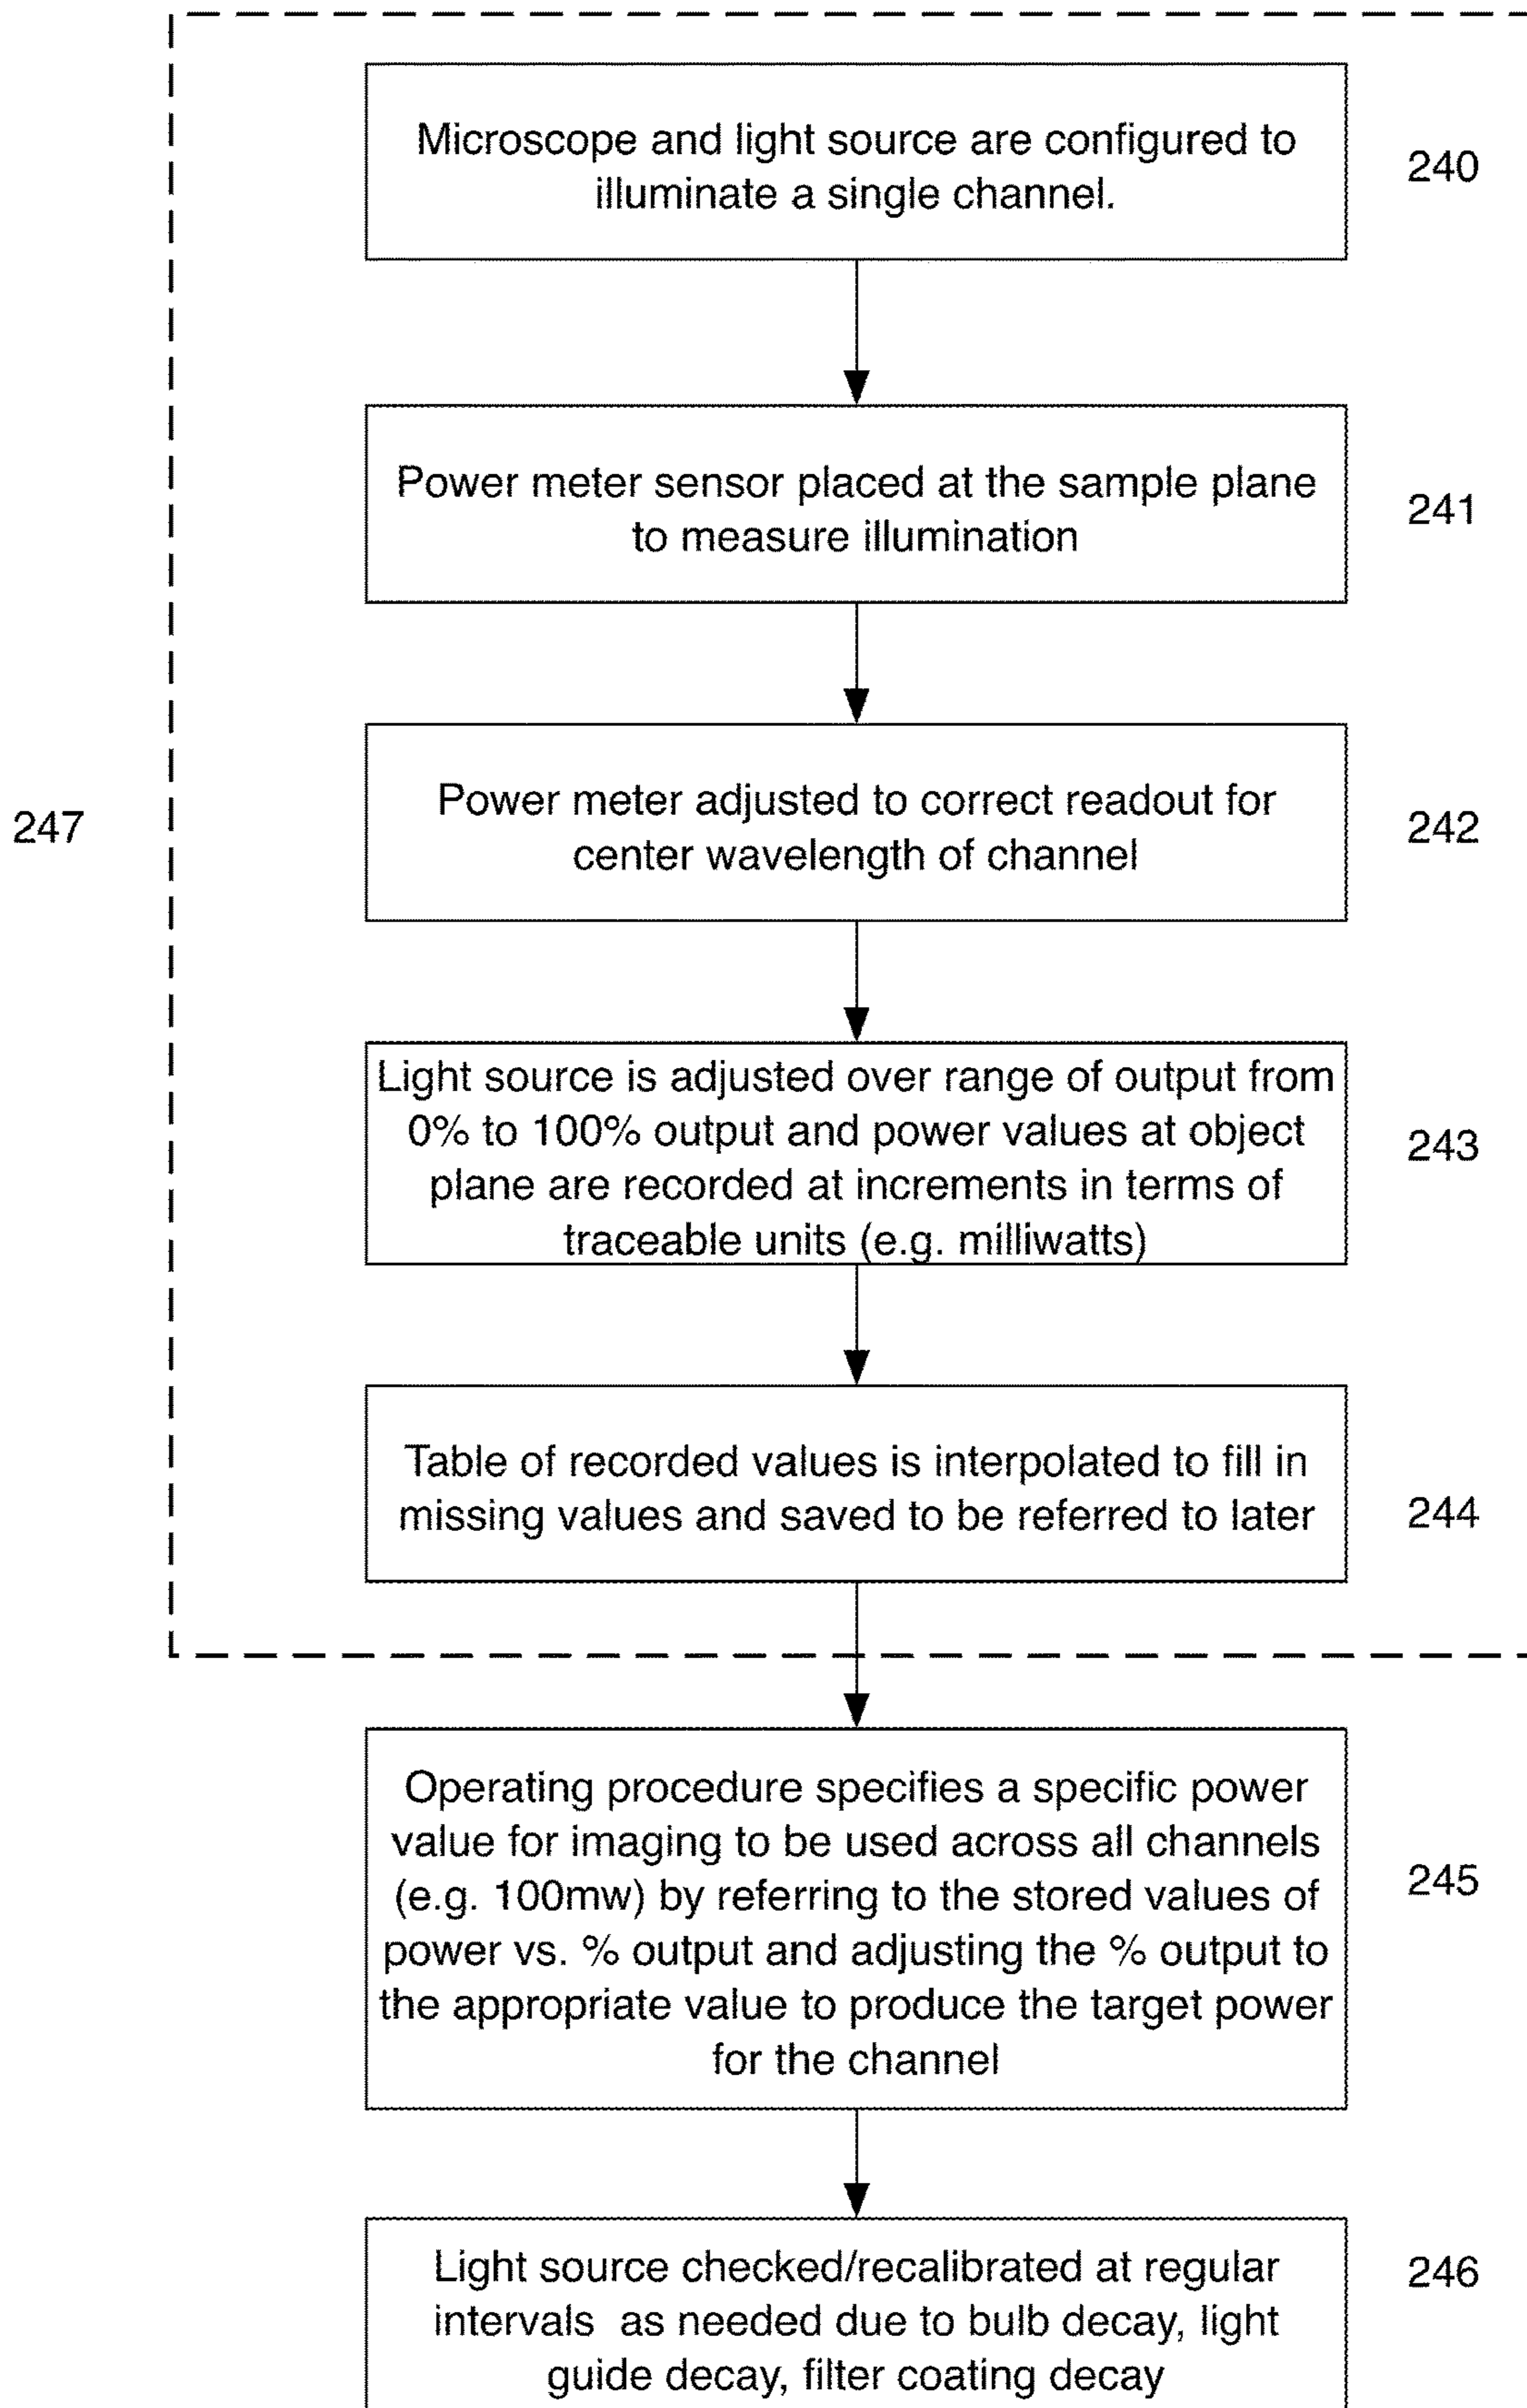 Microscope and light source are configured to
illuminate a single channel.
240
Power meter sensor placed at the sample plane
to measure illumination
241
Power meter adjusted to correct readout for
center wavelength of channel
242
247
Light source is adjusted over range of output from
0% to 100% output and power values at object
plane are recorded at increments in terms of
traceable units (e.g. milliwatts)
243
Table of recorded values is interpolated to fill in
missing values and saved to be referred to later
244
Operating procedure specifies a specific power
value for imaging to be used across all channels
(e.g. 100mw) by referring to the stored values of
power vs. % output and adjusting the % output to
the appropriate value to produce the target power
for the channel
245
Light source checked/recalibrated at regular
intervals  as needed due to bulb decay, light
guide decay, filter coating decay
246